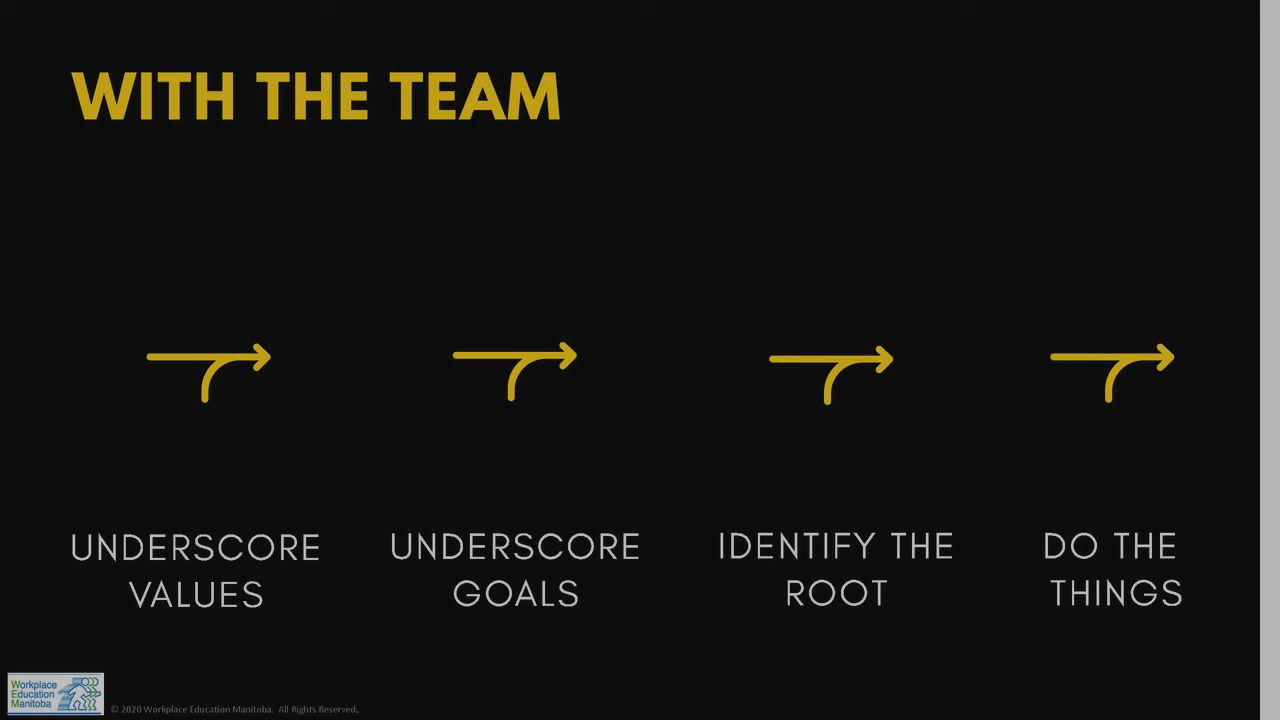 WITH THE TEAM
UNDERSCORE
VALUES
UNDERSCORE
GOALS
IDENTIFY THE
ROOT
DO THE
THINGS
Workplace
Education
Manitoba
© 2020 Workplace Education Manitoba. All Rights Reserved.